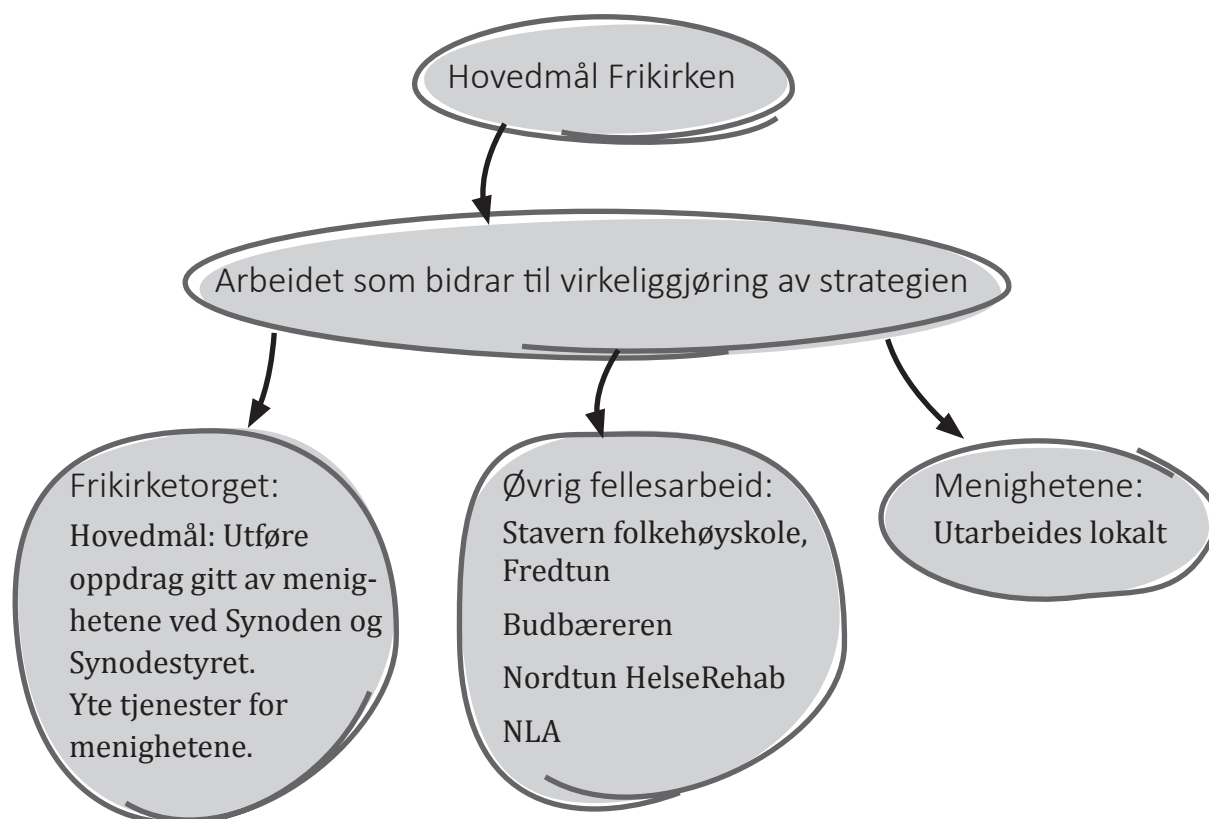 Hovedmål Frikirken
Arbeidet som bidrar til virkeliggjøring av strategien
Frikirketorget:
Hovedmål: Utføre
oppdrag gitt av menig-
hetene ved Synoden og
Synodestyret.
Yte tjenester for
menighetene.
Øvrig fellesarbeid:
Stavern folkehøyskole,
Fredtun
Budbæreren
Nordtun HelseRehab
NLA
Menighetene:
Utarbeides lokalt